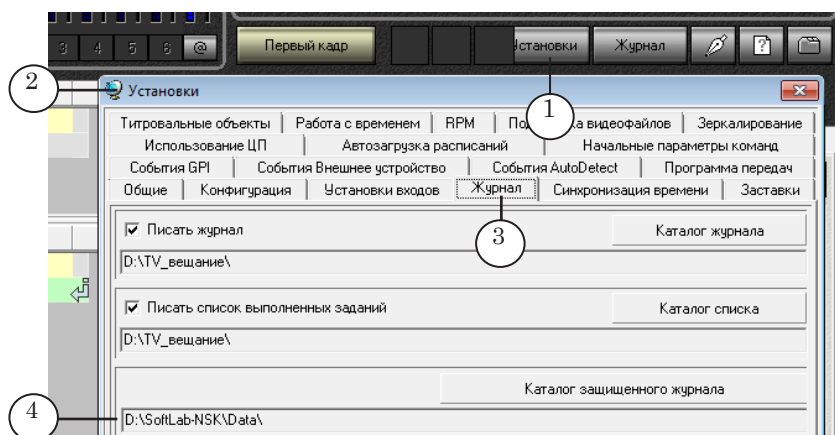 3 4 5 6 @ Первый кадр Установки Журнал
2
Установки
1
Титровальные объекты Работа с временем RPM видеофайлов Зеркалирование
Использование ЦП Автозагрузка расписаний Начальные параметры команд
События GPI События Внешнее устройство События AutoDetect Программа передач
Общие Конфигурация Установки входов Журнал Синхронизация времени Заставки
3
Писать журнал Каталог журнала
D:\TV_вещание\
Писать список выполненных заданий Каталог списка
D:\TV_вещание\
Каталог защищенного журнала
4
D:\SoftLab-NSK\Data\